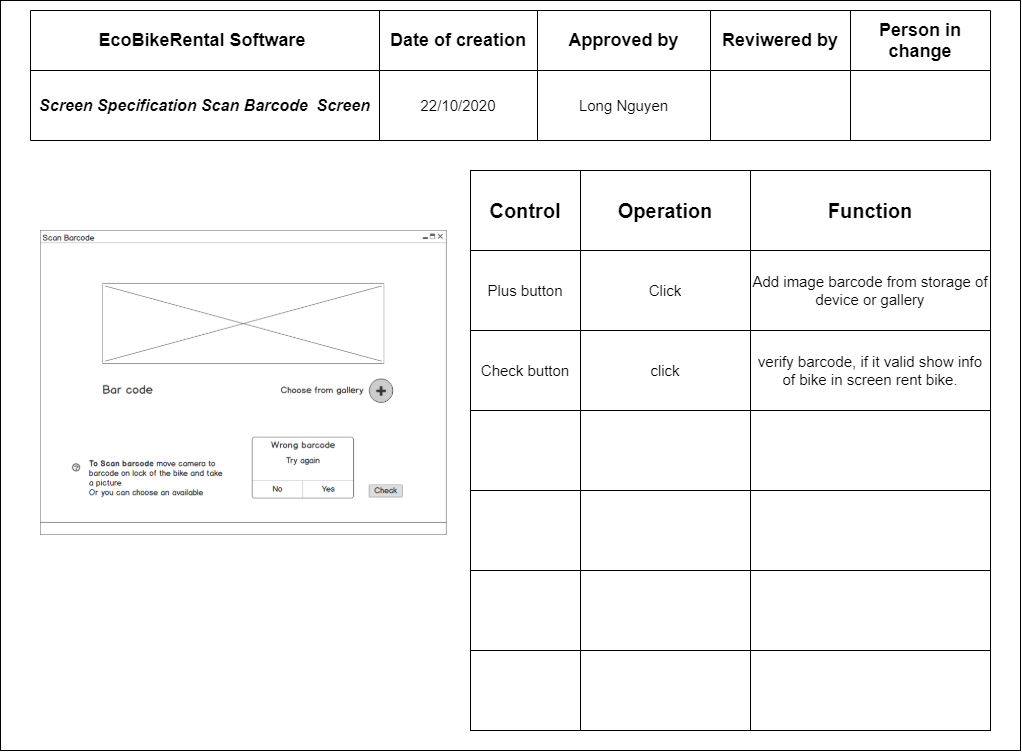 EcoBikeRental Software
Date of creation
Approved by
Reviwered by
Person in
change
Screen Specification Scan Barcode  Screen
22/10/2020
Long Nguyen
Scan Barcode
Bar code
Choose from gallery
To Scan barcode move camera to
barcode on lock of the bike and take
a picture
Or you can choose an available
Wrong barcode
Try again
No
Yes
Check
Control
Operation
Function
Plus button
Click
Add image barcode from storage of
device or gallery
Check button
click
verify barcode, if it valid show info
of bike in screen rent bike.